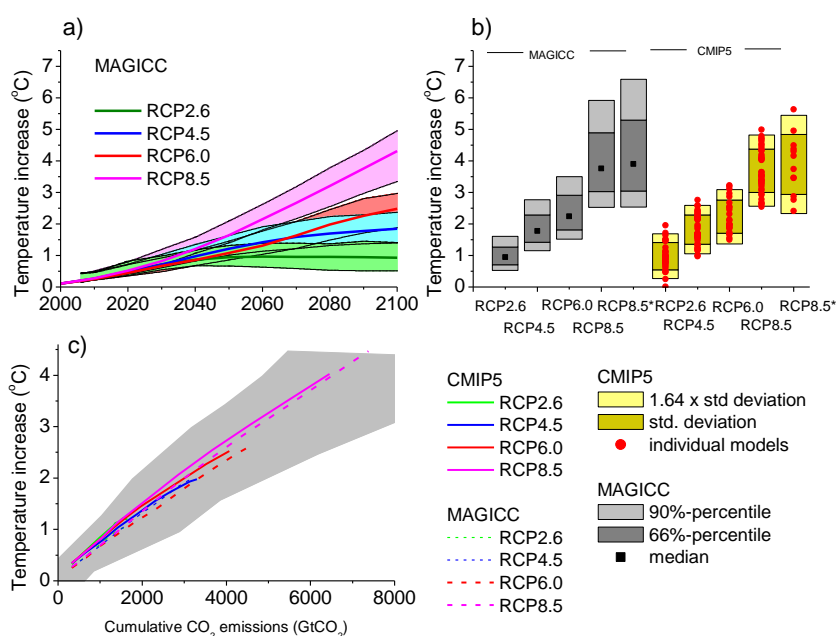 a)
Temperature increase (°C)
7
6
5
4
3
2
1
0
MAGICC
RCP2.6
RCP4.5
RCP6.0
RCP8.5
2000 2020 2040 2060 2080 2100
b)
MAGICC CMIP5
Temperature increase (°C)
7
6
5
4
3
2
1
0
RCP2.6 RCP6.0 RCP8.5* RCP2.6 RCP6.0 RCP8.5*
RCP4.5 RCP8.5 RCP4.5 RCP8.5
c)
Temperature increase (°C)
4
3
2
1
0
0 2000 4000 6000 8000
Cumulative CO2 emissions (GtCO2)
CMIP5
RCP2.6
RCP4.5
RCP6.0
RCP8.5
MAGICC
RCP2.6
RCP4.5
RCP6.0
RCP8.5
CMIP5
1.64 x std deviation
std. deviation
individual models
MAGICC
90%-percentile
66%-percentile
median